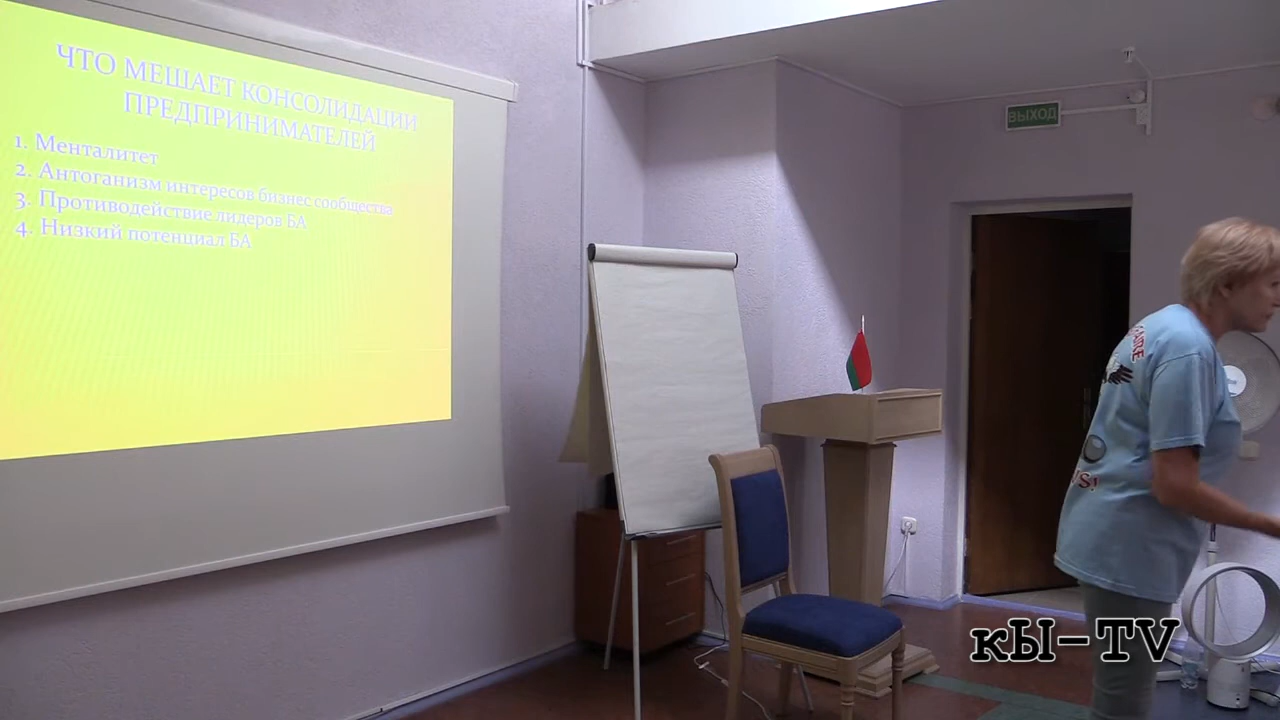 ЧТО МЕШАЕТ КОНСОЛИДАЦИИ
ПРЕДПРИНИМАТЕЛЕЙ
1. Менталитет
2. Антоганизм интересов бизнес сообщества
3. Противодействие лидеров БА
4. Низкий потенциал БА
ВЫХОД
кЫ-TV